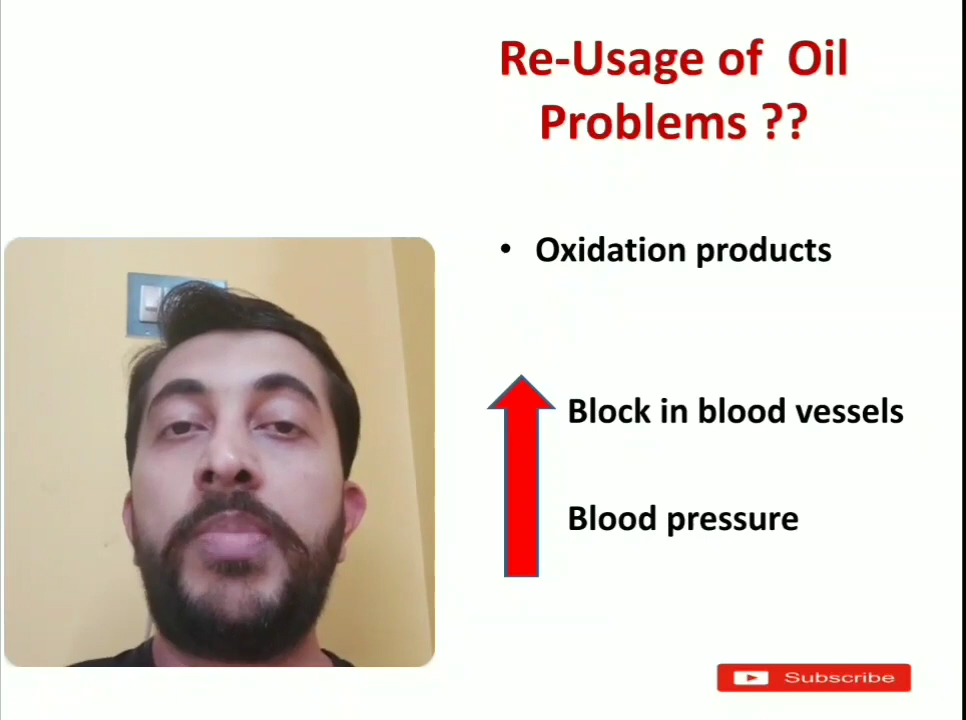 Re-Usage of Oil
Problems ??
• Oxidation products
Block in blood vessels
Blood pressure
Subscribe